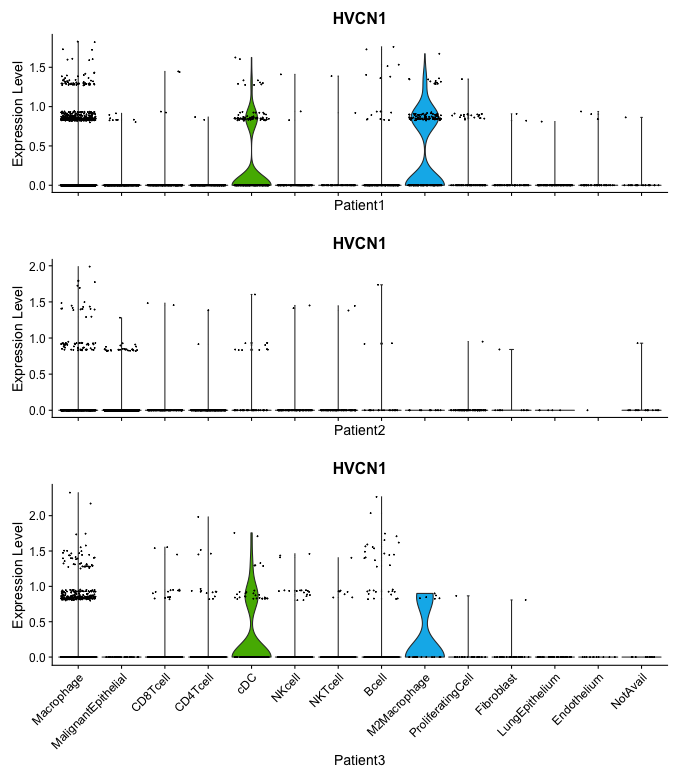 HVCN1
Expression Level
1.5
1.0
0.5
0.0
Patient1
HVCN1
Expression Level
2.0
1.5
1.0
0.5
0.0
Patient2
HVCN1
Expression Level
2.0
1.5
1.0
0.5
0.0
Macrophage
MalignantEpithelial
CD8Tcell
CD4Tcell
cDC
NKcell
NKTcell
Bcell
M2Macrophage
ProliferatingCell
Fibroblast
LungEpithelium
Endothelium
NotAvail
Patient3